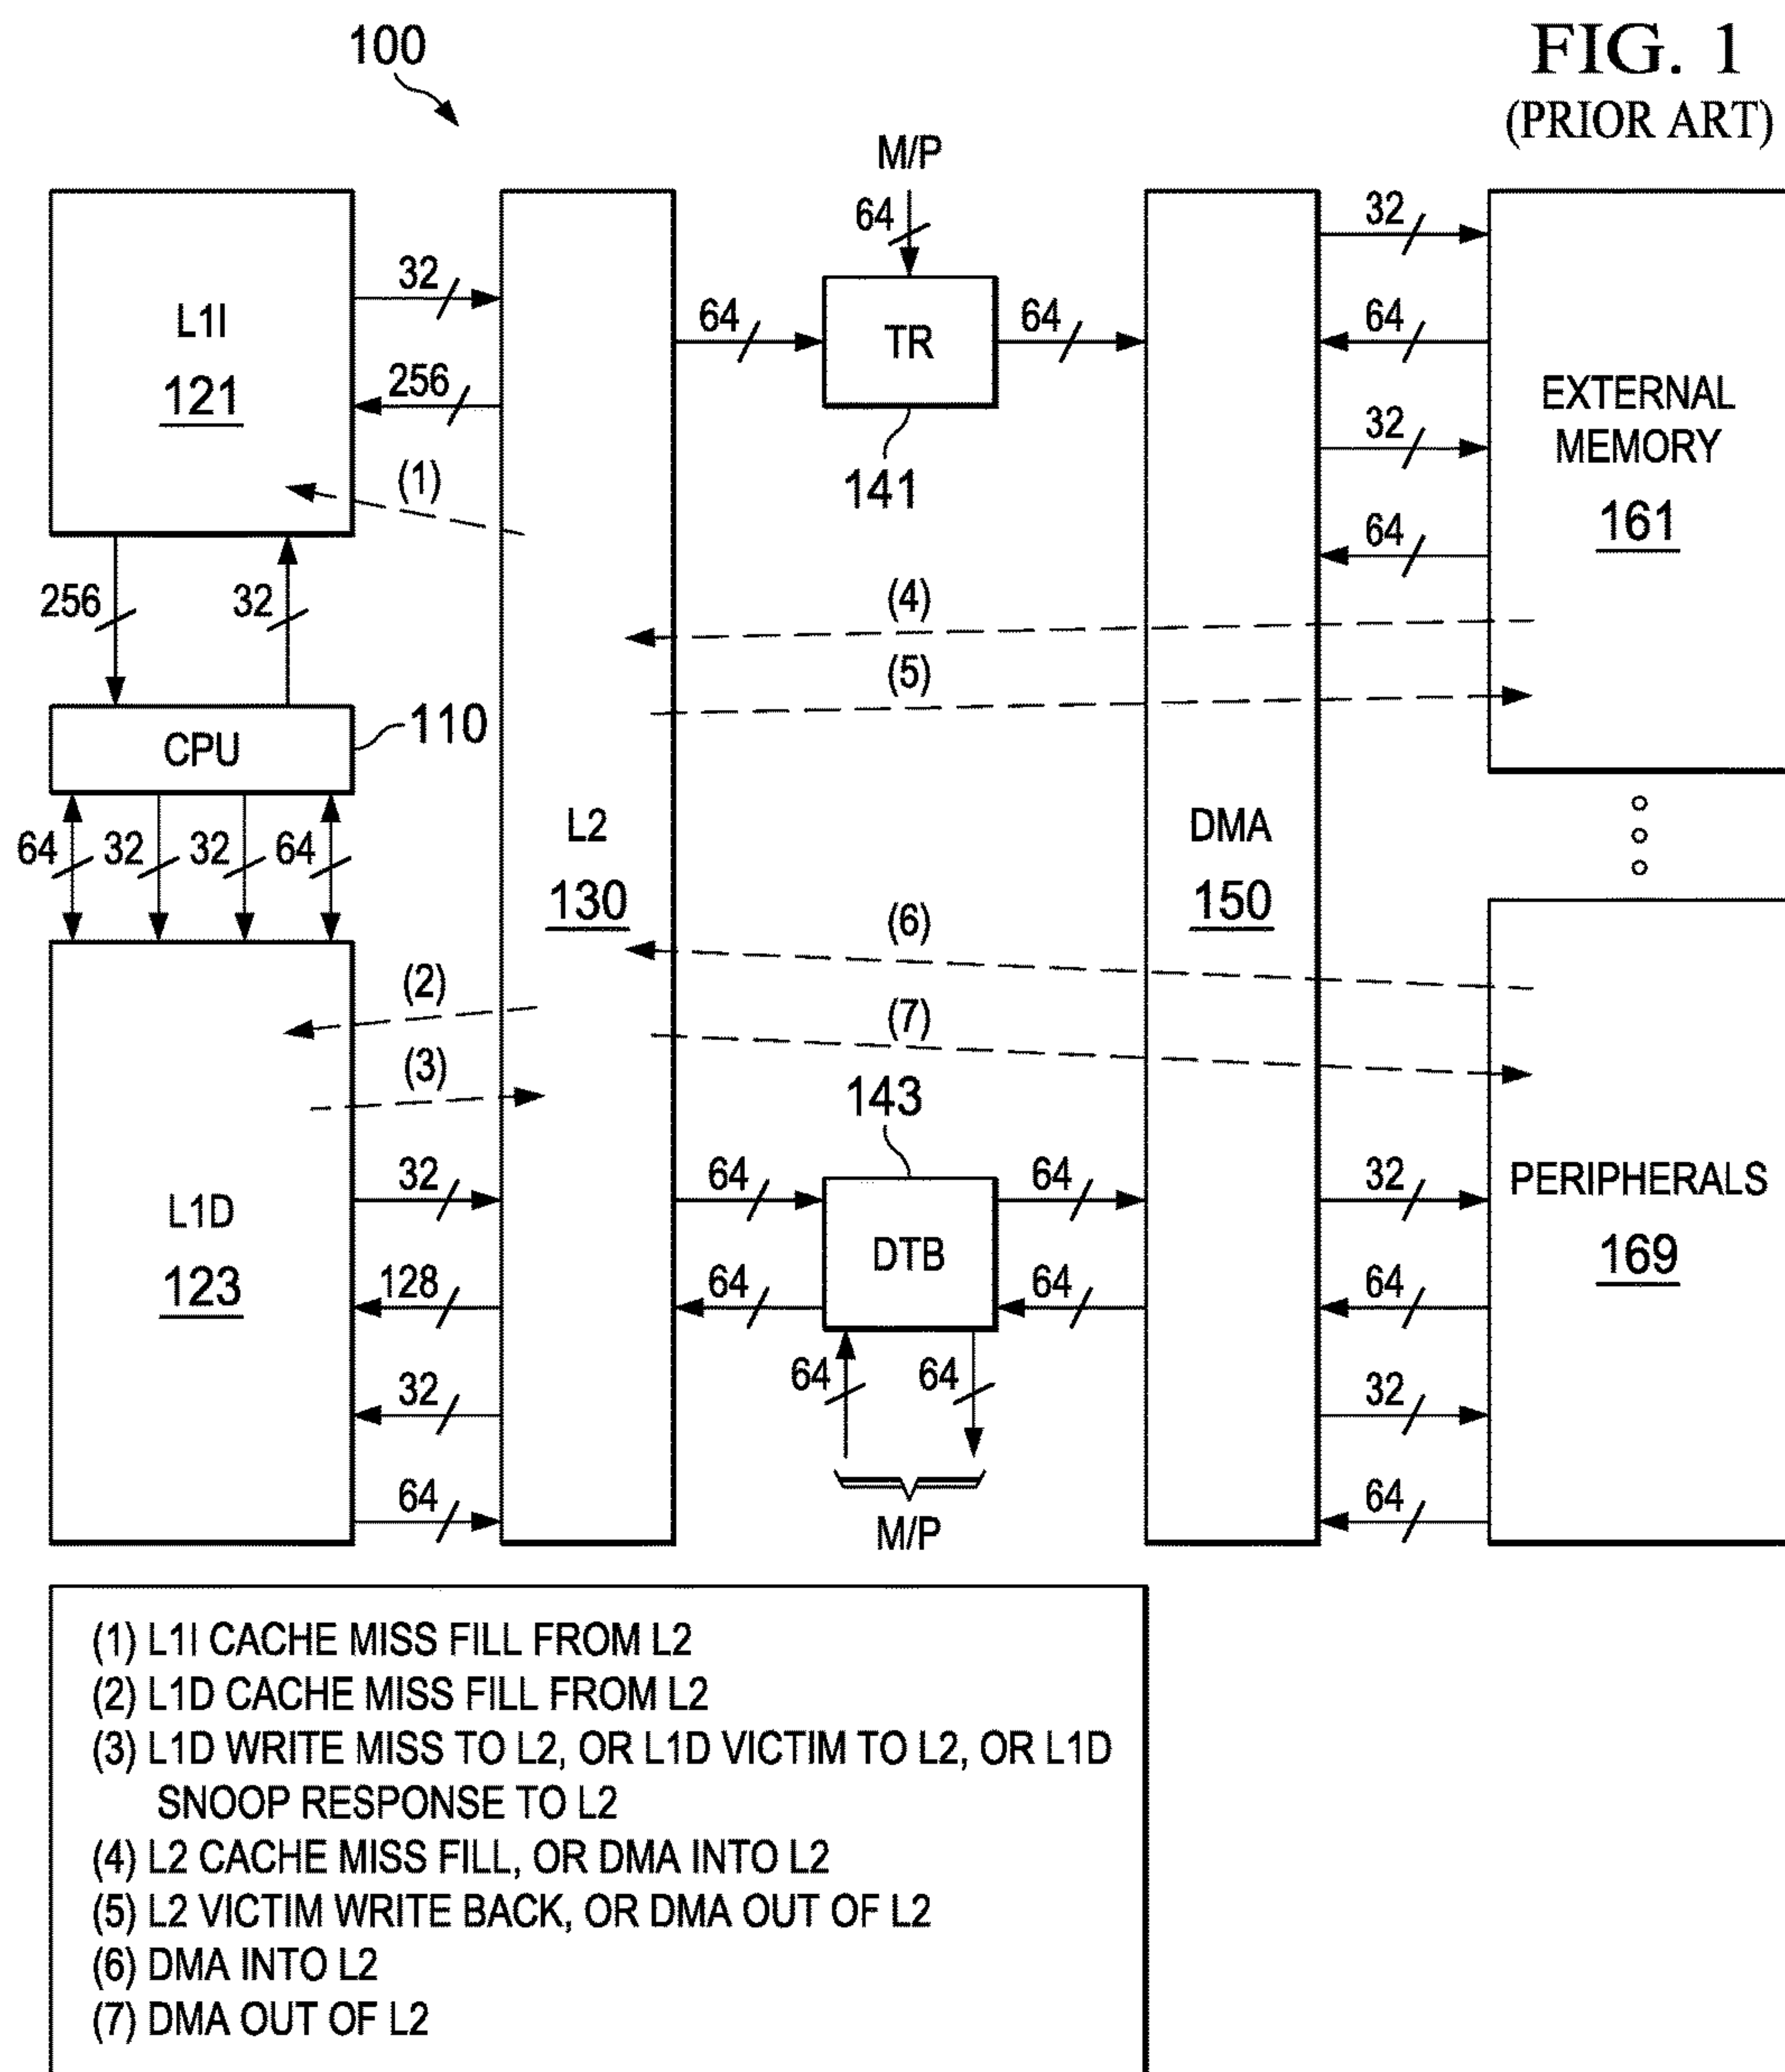 100
FIG. 1
(PRIOR ART)
M/P
64
L1I
121
32
256
(1)
64
TR
64
141
32
64
32
64
EXTERNAL
MEMORY
161
256
32
(4)
(5)
CPU
110
64
32
32
64
L2
130
DMA
150
(6)
(7)
(2)
(3)
143
L1D
123
32
128
32
64
64
64
DTB
64
64
64
64
M/P
32
64
32
64
PERIPHERALS
169
(1) L1I CACHE MISS FILL FROM L2
(2) L1D CACHE MISS FILL FROM L2
(3) L1D WRITE MISS TO L2, OR L1D VICTIM TO L2, OR L1D
SNOOP RESPONSE TO L2
(4) L2 CACHE MISS FILL, OR DMA INTO L2
(5) L2 VICTIM WRITE BACK, OR DMA OUT OF L2
(6) DMA INTO L2
(7) DMA OUT OF L2